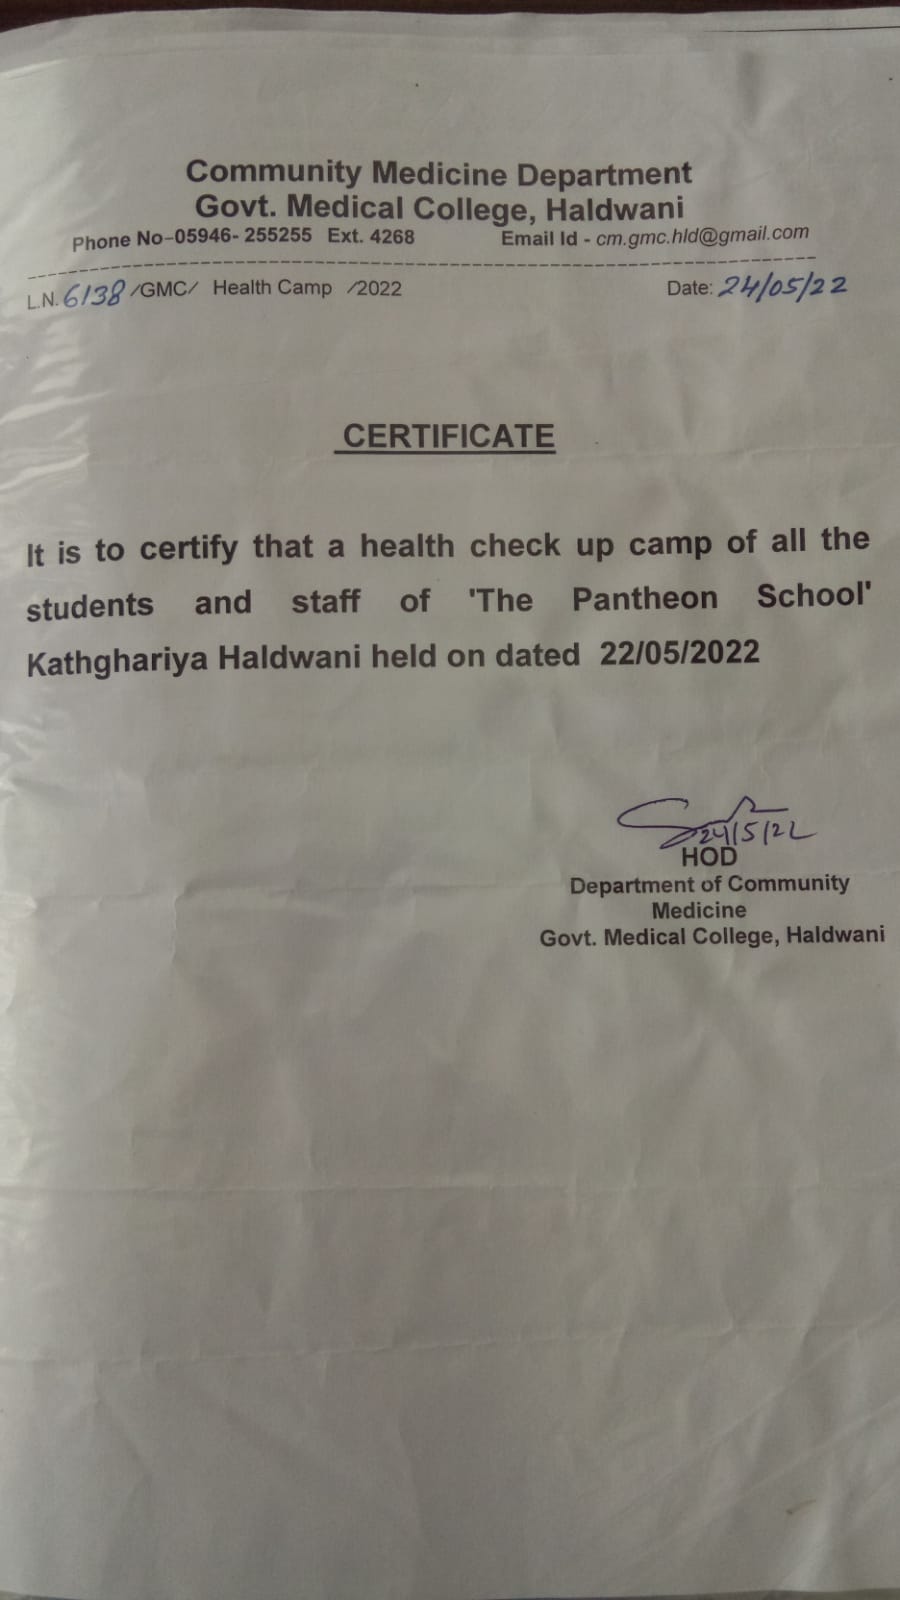 Community Medicine Department
Govt. Medical College, Haldwani
Phone No-05946- 255255 Ext. 4268 Email Id - cm.gmc.hld@gmail.com
L.N. 6138 /GMC/ Health Camp /2022 Date: 24/05/22
CERTIFICATE
It is to certify that a health check up camp of all the
students and staff of 'The Pantheon School'
Kathghariya Haldwani held on dated 22/05/2022
24/5/22
HOD
Department of Community
Medicine
Govt. Medical College, Haldwani